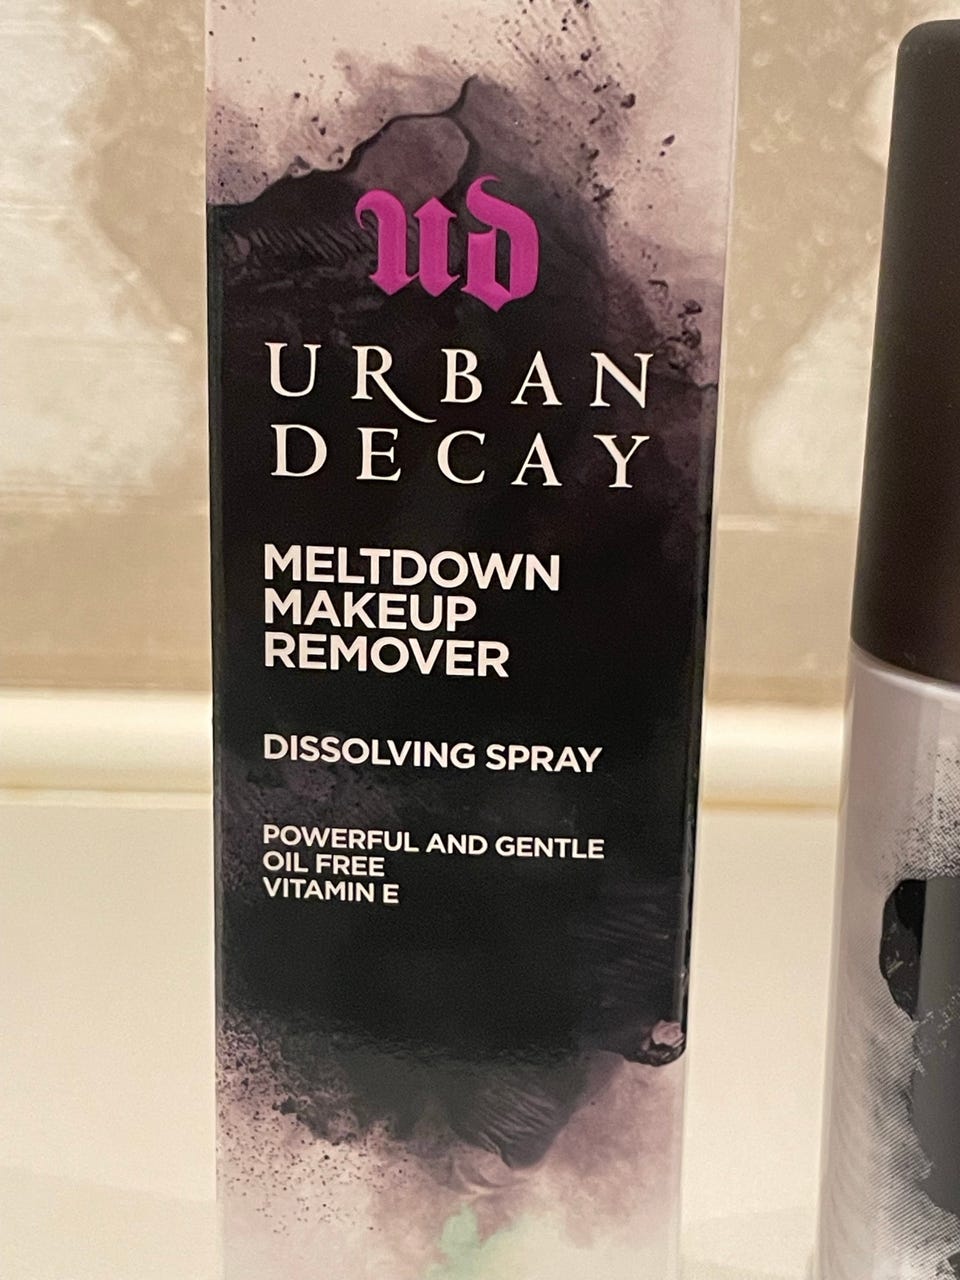 ud
URBAN
DECAY
MELTDOWN
MAKEUP
REMOVER
DISSOLVING SPRAY
POWERFUL AND GENTLE
OIL FREE
VITAMIN E